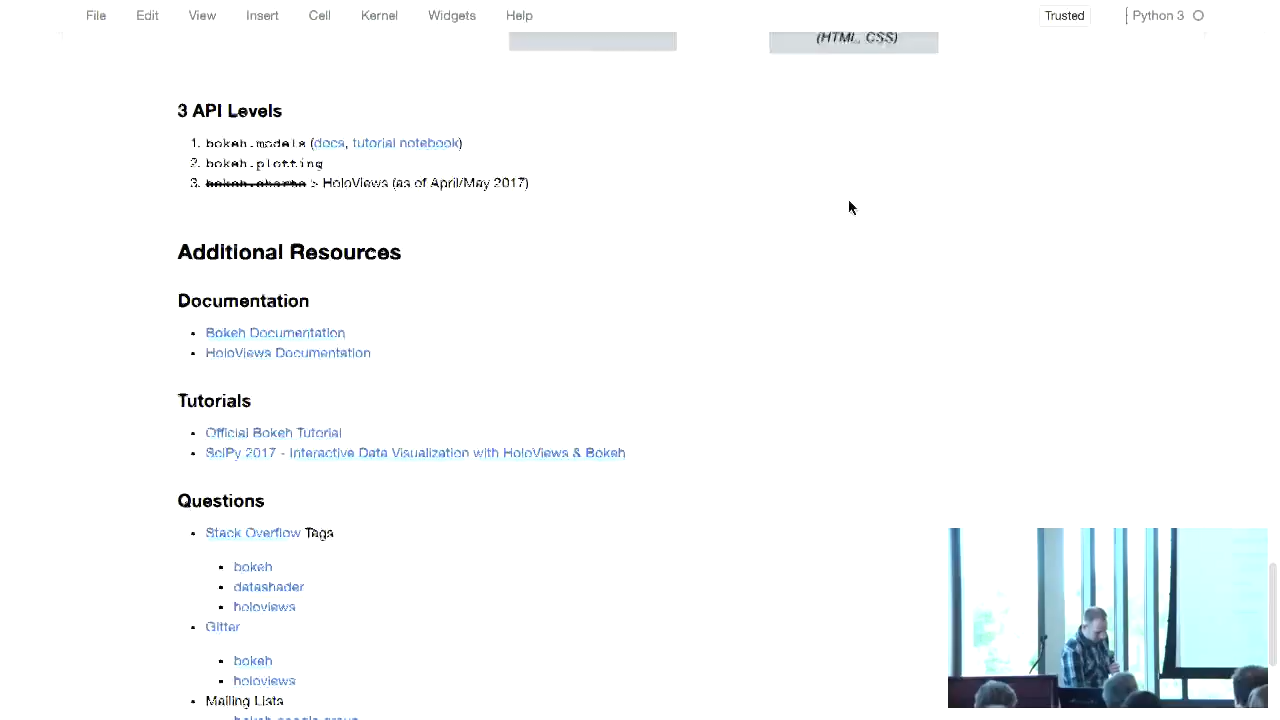 File Edit View Insert Cell Kernel Widgets Help Trusted Python 3
(HTML, CSS)
3 API Levels
1. bokeh.models (docs, tutorial notebook)
2. bokeh.plotting
3. bokeh.charts > HoloViews (as of April/May 2017)
Additional Resources
Documentation
• Bokeh Documentation
• HoloViews Documentation
Tutorials
• Official Bokeh Tutorial
• SciPy 2017 - Interactive Data Visualization with HoloViews & Bokeh
Questions
• Stack Overflow Tags
▪ bokeh
▪ datashader
▪ holoviews
• Gitter
▪ bokeh
▪ holoviews
• Mailing Lists
▪ bokeh google group